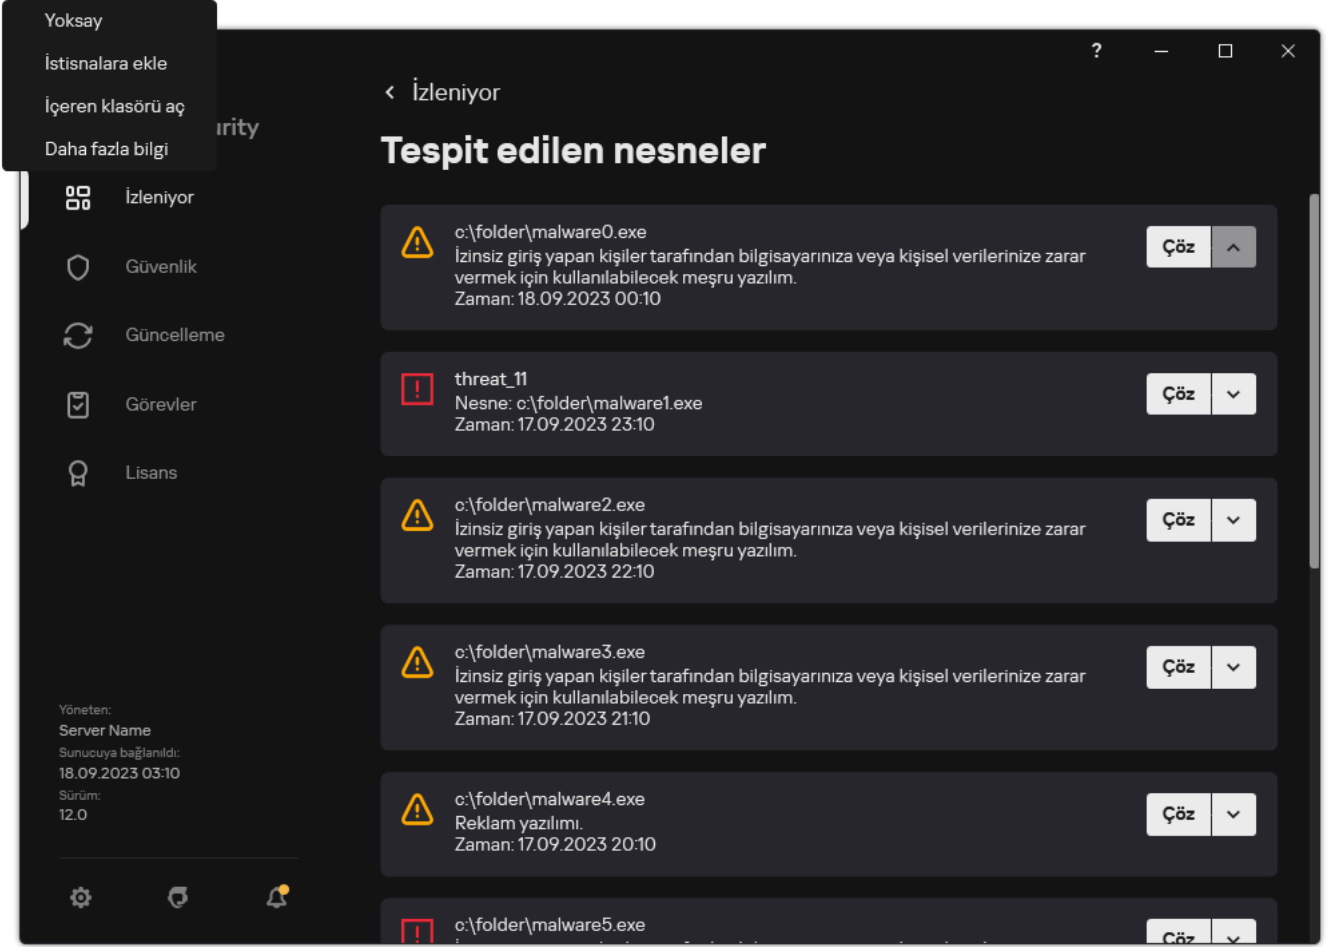 Yoksay
İstisnalara ekle
İçeren klasörü aç
Daha fazla bilgi
urity
İzleniyor
Güvenlik
Güncelleme
Görevler
Lisans
Yöneten:
Server Name
Sunucuya bağlanıldı:
18.09.2023 03:10
Sürüm:
12.0
?
İzleniyor
Tespit edilen nesneler
c:\folder\malware0.exe
İzinsiz giriş yapan kişiler tarafından bilgisayarınıza veya kişisel verilerinize zarar
vermek için kullanılabilecek meşru yazılım.
Zaman: 18.09.2023 00:10
Çöz
threat_11
Nesne: c:\folder\malware1.exe
Zaman: 17.09.2023 23:10
Çöz
c:\folder\malware2.exe
İzinsiz giriş yapan kişiler tarafından bilgisayarınıza veya kişisel verilerinize zarar
vermek için kullanılabilecek meşru yazılım.
Zaman: 17.09.2023 22:10
Çöz
c:\folder\malware3.exe
İzinsiz giriş yapan kişiler tarafından bilgisayarınıza veya kişisel verilerinize zarar
vermek için kullanılabilecek meşru yazılım.
Zaman: 17.09.2023 21:10
Çöz
c:\folder\malware4.exe
Reklam yazılımı.
Zaman: 17.09.2023 20:10
Çöz
c:\folder\malware5.exe
Çöz